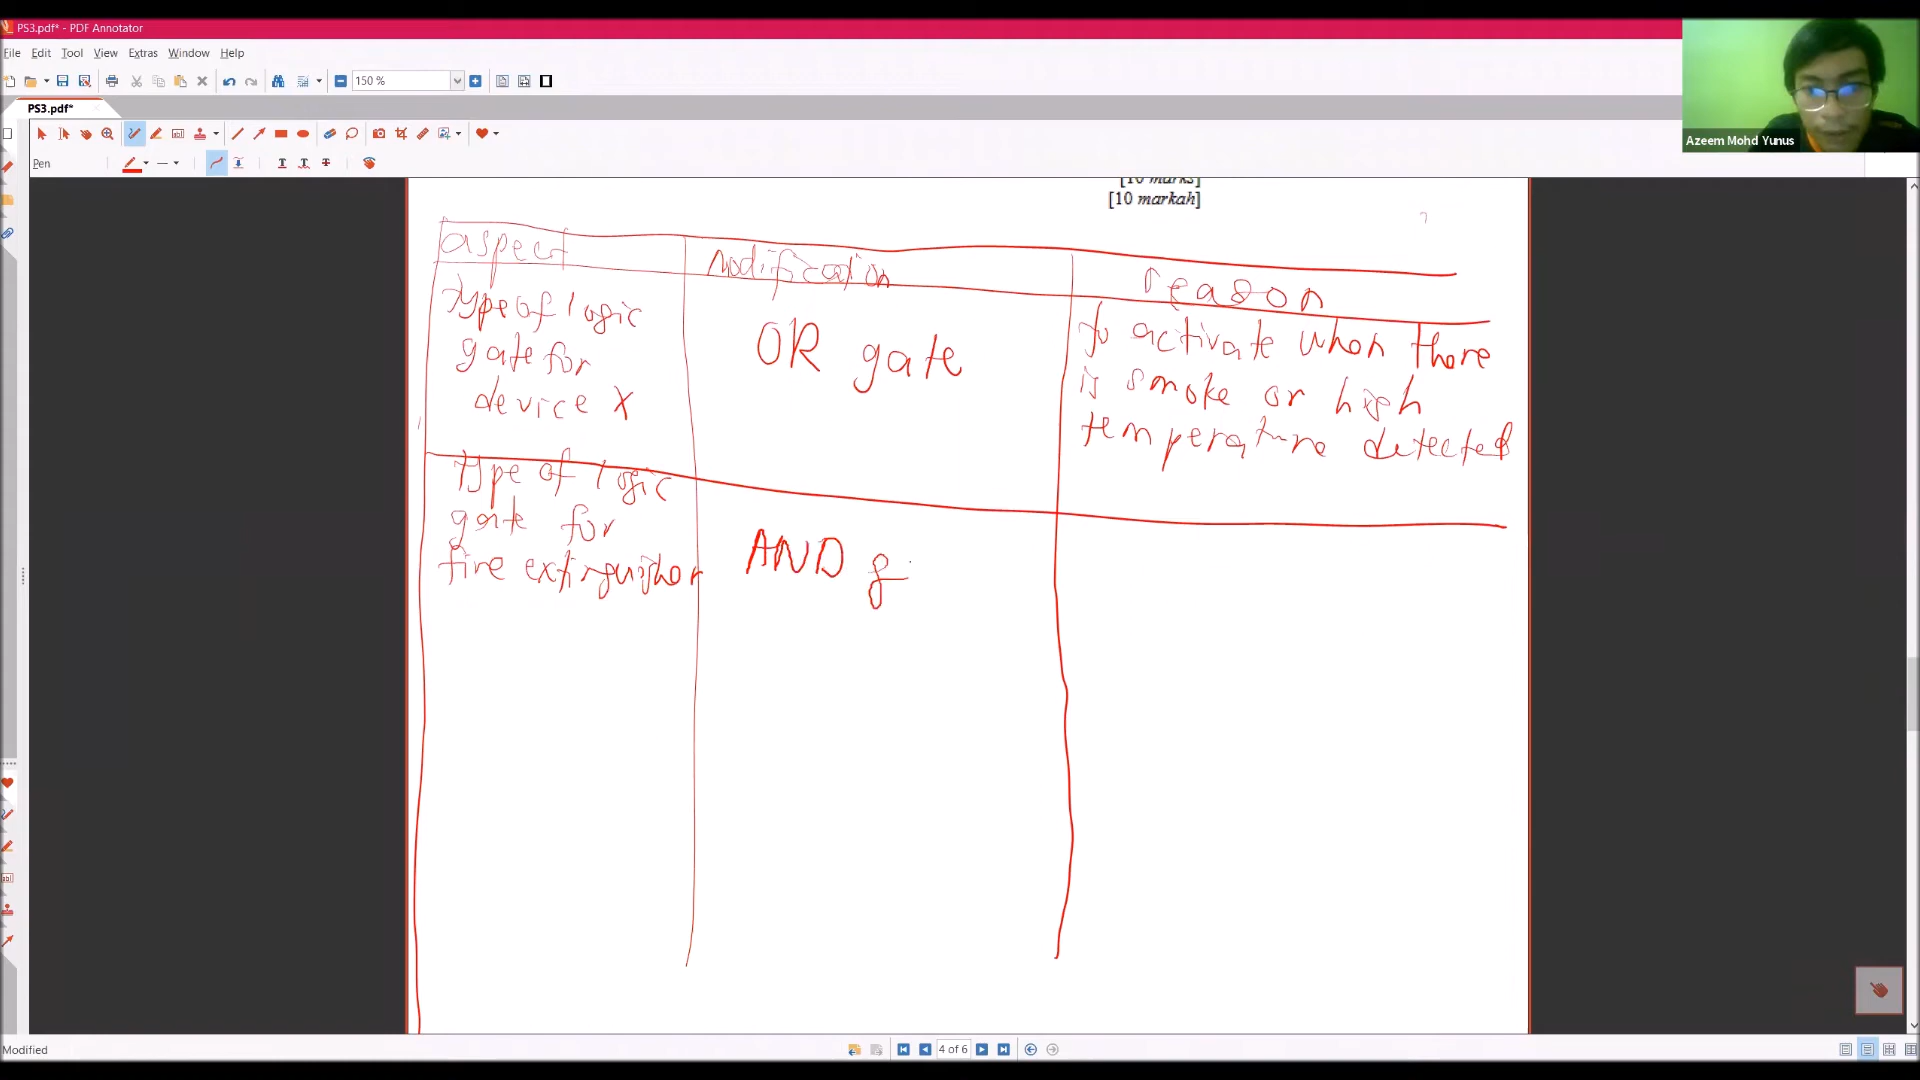 PS3.pdf* - PDF Annotator
File Edit Tool View Extras Window Help
150 %
PS3.pdf*
Pen
Azeem Mohd Yunus
[10 marks]
[10 markah]
aspect
modification
reason
type of logic
gate for
device X
OR gate
to activate when there
is smoke or high
temperature detected
type of logic
gate for
fire extinguisher
AND g
Modified
4 of 6